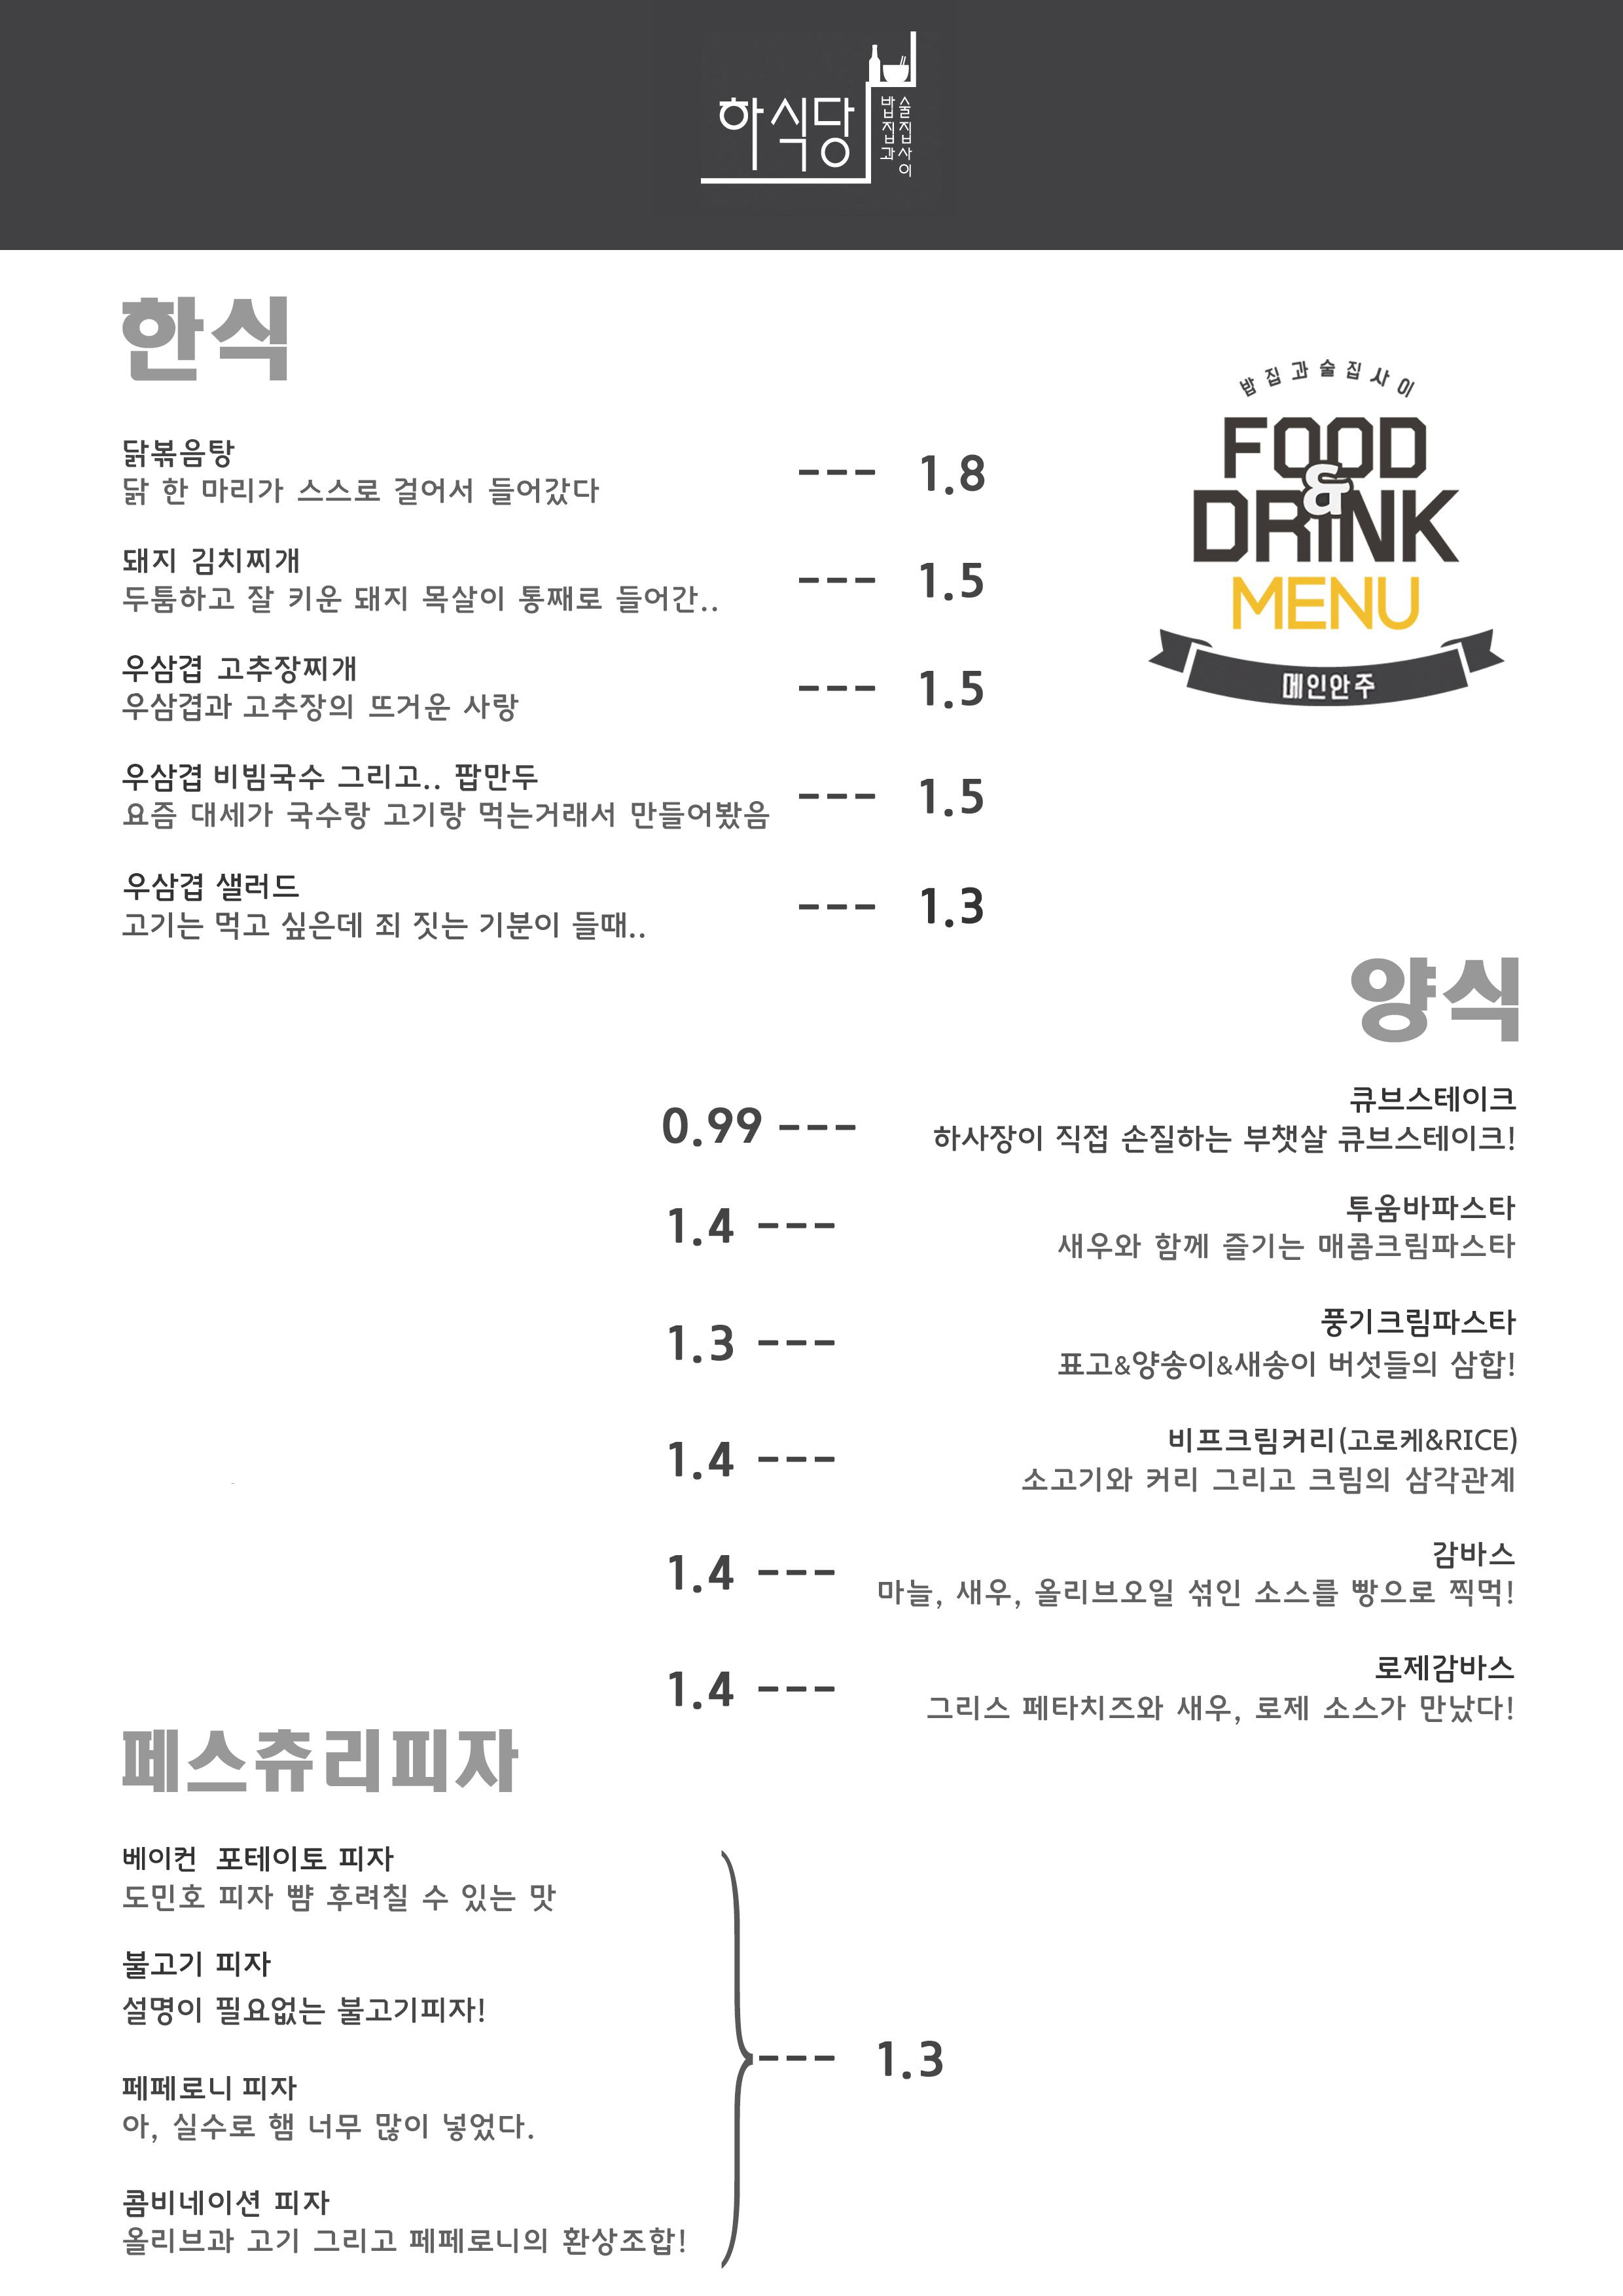 하식당
밥집과
술집사이
한식
밥집과술집사이
FOOD
&
DRINK
MENU
메인안주
닭볶음탕
닭 한 마리가 스스로 걸어서 들어갔다
--- 1.8
돼지 김치찌개
두툼하고 잘 키운 돼지 목살이 통째로 들어간..
--- 1.5
우삼겹 고추장찌개
우삼겹과 고추장의 뜨거운 사랑
--- 1.5
우삼겹 비빔국수 그리고.. 팝만두
요즘 대세가 국수랑 고기랑 먹는거래서 만들어봤음
--- 1.5
우삼겹 샐러드
고기는 먹고 싶은데 죄 짓는 기분이 들때..
--- 1.3
양식
큐브스테이크
0.99 ---
하사장이 직접 손질하는 부챗살 큐브스테이크!
투움바파스타
1.4 ---
새우와 함께 즐기는 매콤크림파스타
풍기크림파스타
1.3 ---
표고&양송이&새송이 버섯들의 삼합!
비프크림커리(고로케&RICE)
1.4 ---
소고기와 커리 그리고 크림의 삼각관계
감바스
1.4 ---
마늘, 새우, 올리브오일 섞인 소스를 빵으로 찍먹!
로제감바스
1.4 ---
그리스 페타치즈와 새우, 로제 소스가 만났다!
페스츄리피자
베이컨 포테이토 피자
도민호 피자 뺨 후려칠 수 있는 맛
불고기 피자
설명이 필요없는 불고기피자!
--- 1.3
페페로니 피자
아, 실수로 햄 너무 많이 넣었다.
콤비네이션 피자
올리브과 고기 그리고 페페로니의 환상조합!